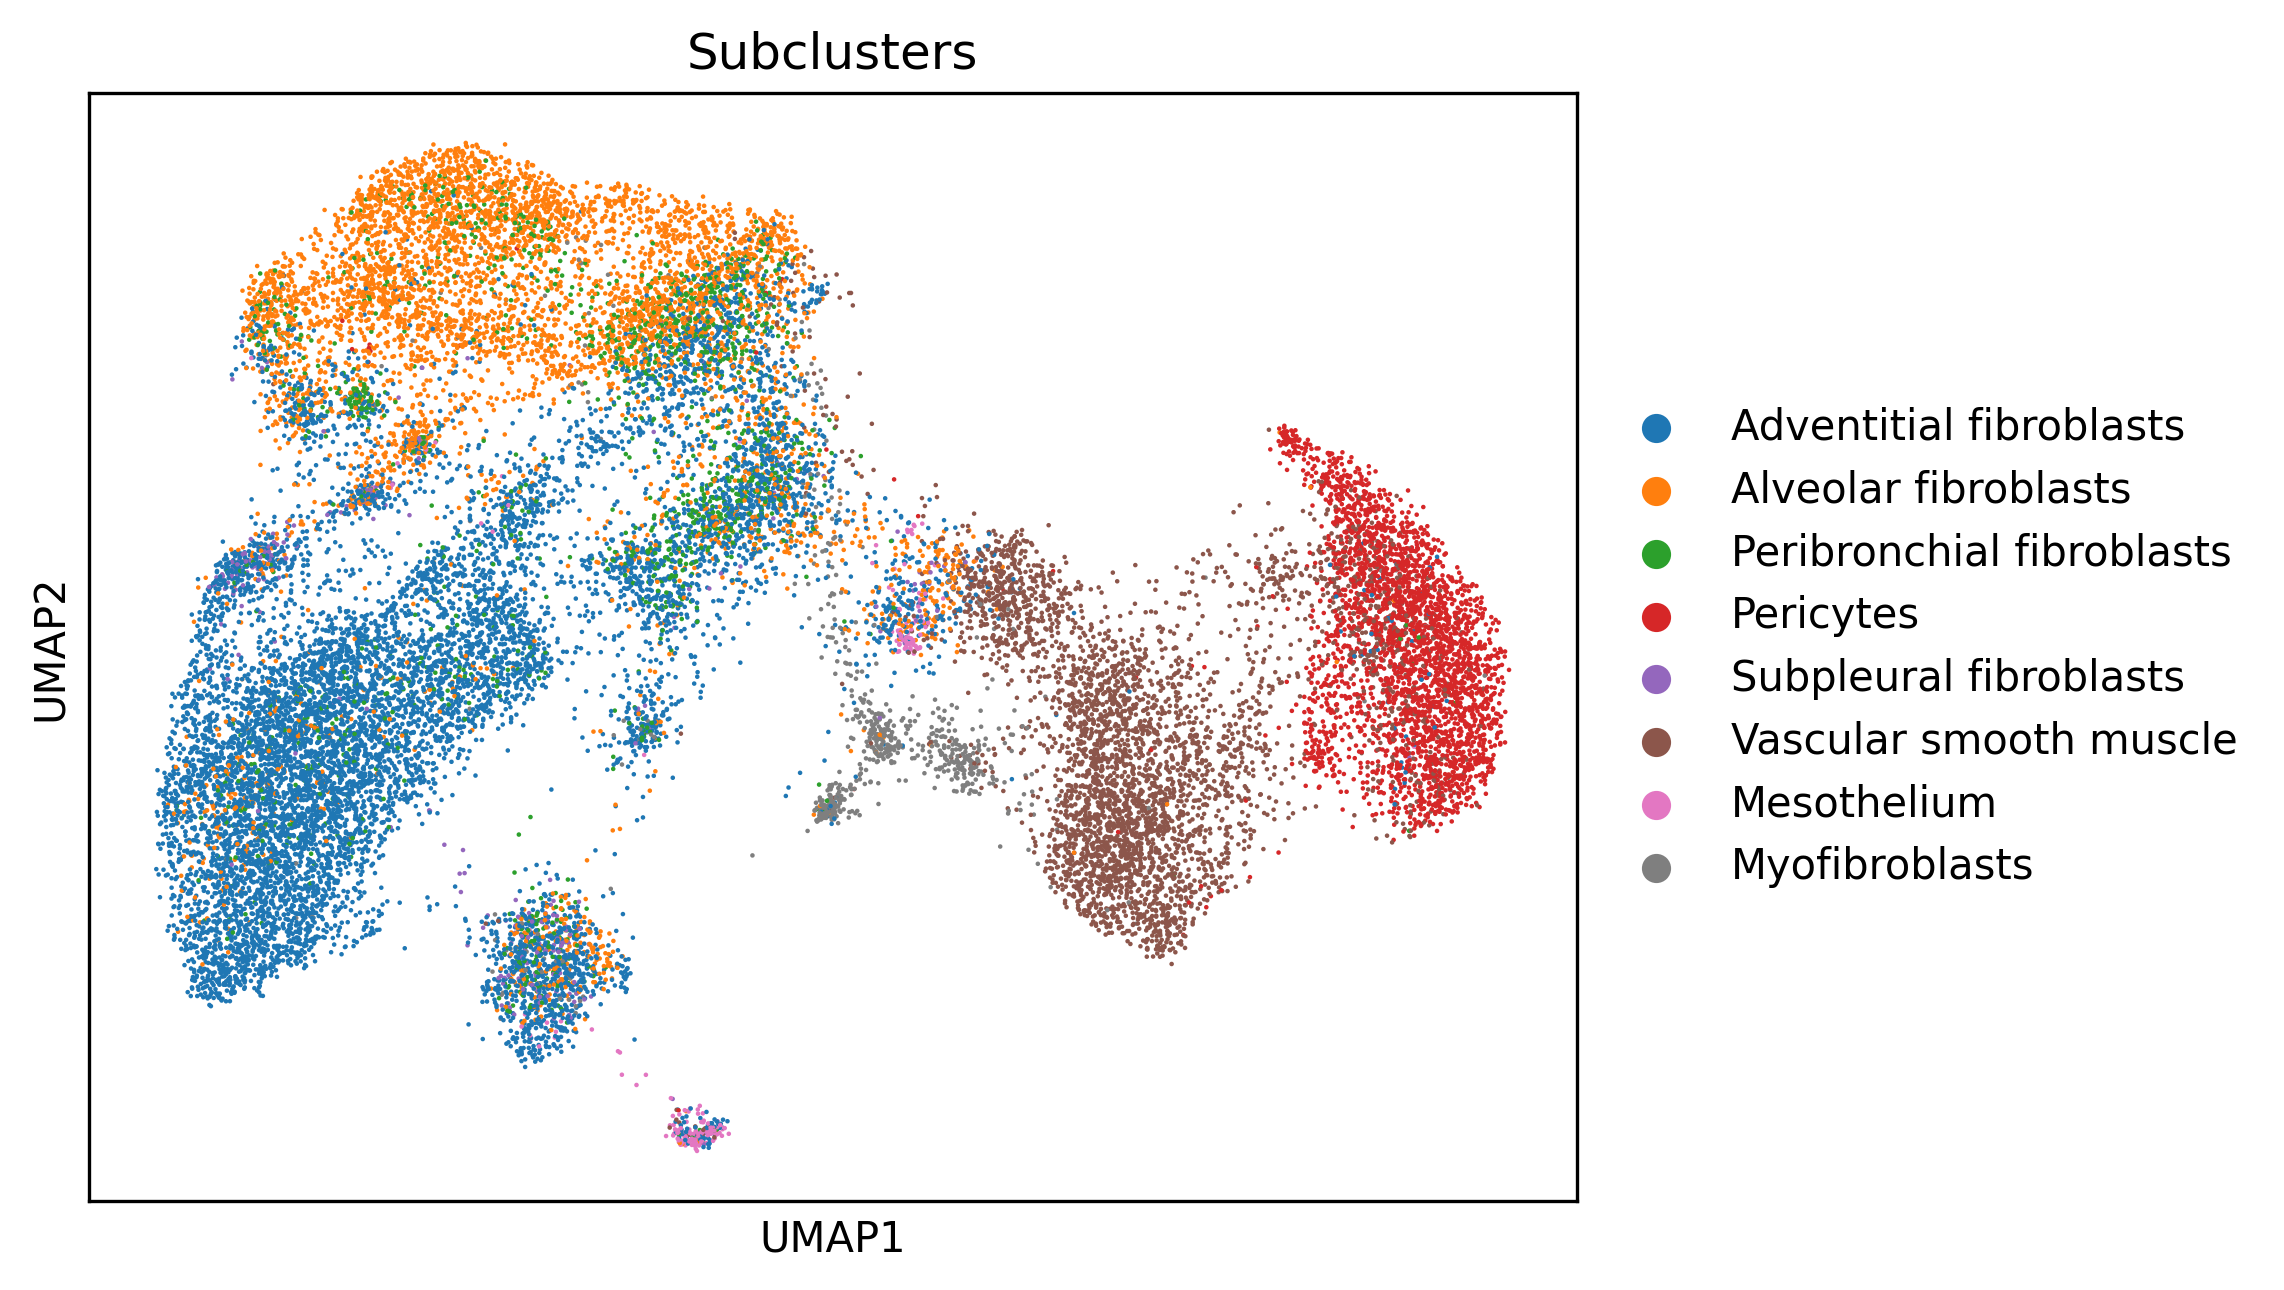 Subclusters
UMAP2
UMAP1
Adventitial fibroblasts
Alveolar fibroblasts
Peribronchial fibroblasts
Pericytes
Subpleural fibroblasts
Vascular smooth muscle
Mesothelium
Myofibroblasts